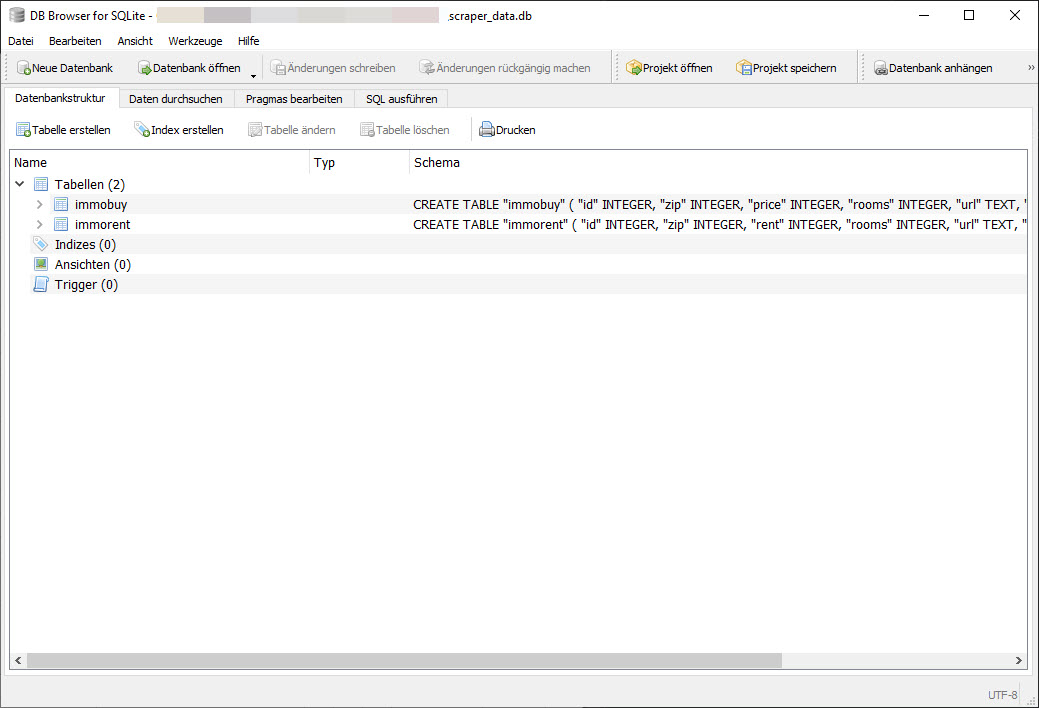 DB Browser for SQLite - scraper_data.db
Datei Bearbeiten Ansicht Werkzeuge Hilfe
Neue Datenbank Datenbank öffnen Änderungen schreiben Änderungen rückgängig machen Projekt öffnen Projekt speichern Datenbank anhängen »
Datenbankstruktur Daten durchsuchen Pragmas bearbeiten SQL ausführen
Tabelle erstellen Index erstellen Tabelle ändern Tabelle löschen Drucken
Name Typ Schema
Tabellen (2)
immobuy CREATE TABLE "immobuy" ( "id" INTEGER, "zip" INTEGER, "price" INTEGER, "rooms" INTEGER, "url" TEXT, "
immorent CREATE TABLE "immorent" ( "id" INTEGER, "zip" INTEGER, "rent" INTEGER, "rooms" INTEGER, "url" TEXT, "
Indizes (0)
Ansichten (0)
Trigger (0)
UTF-8